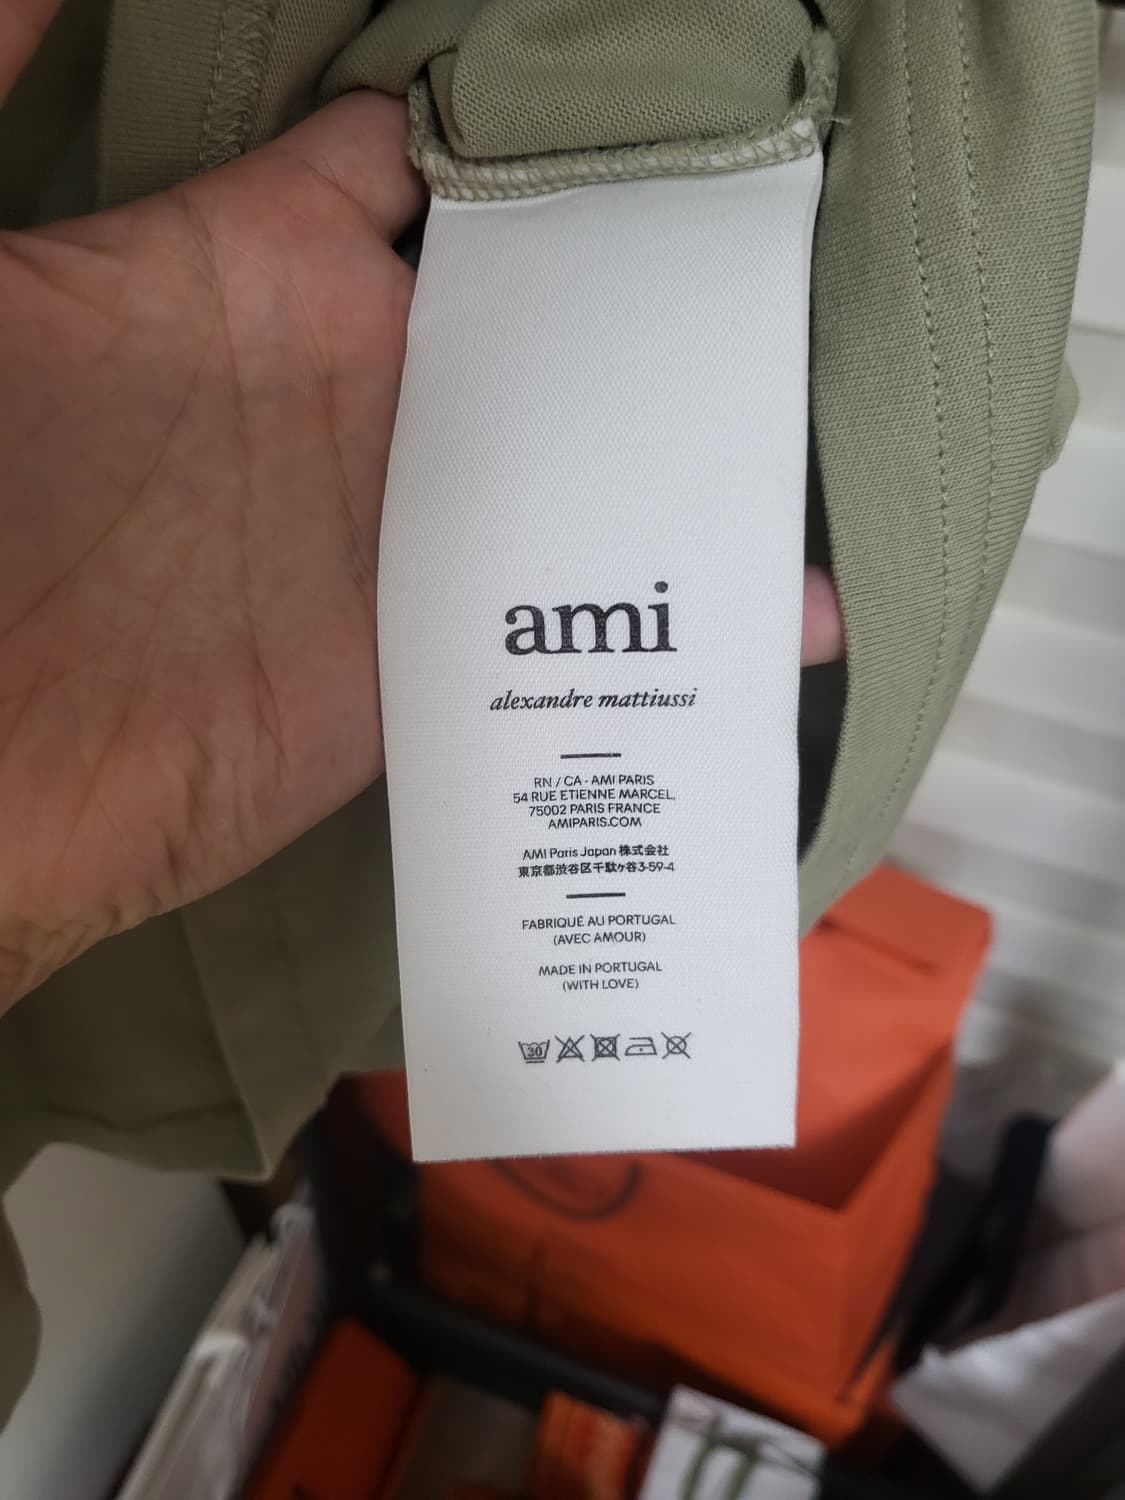 ami
alexandre mattiussi
RN / CA - AMI PARIS
54 RUE ETIENNE MARCEL,
75002 PARIS FRANCE
AMIPARIS.COM
AMI Paris Japan 株式会社
東京都渋谷区千駄ヶ谷3-59-4
FABRIQUÉ AU PORTUGAL
(AVEC AMOUR)
MADE IN PORTUGAL
(WITH LOVE)
30